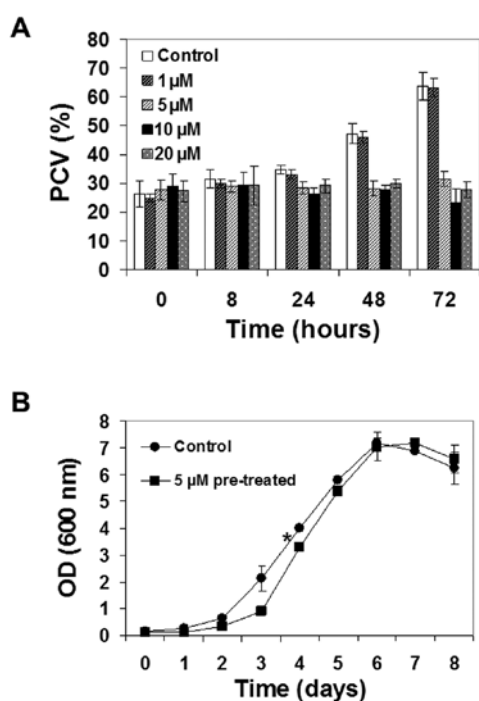 A
PCV (%)
80
70
60
50
40
30
20
10
0
Control
1 µM
5 µM
10 µM
20 µM
0 8 24 48 72
Time (hours)
B
OD (600 nm)
8
7
6
5
4
3
2
1
0
Control
5 µM pre-treated
*
0 1 2 3 4 5 6 7 8
Time (days)